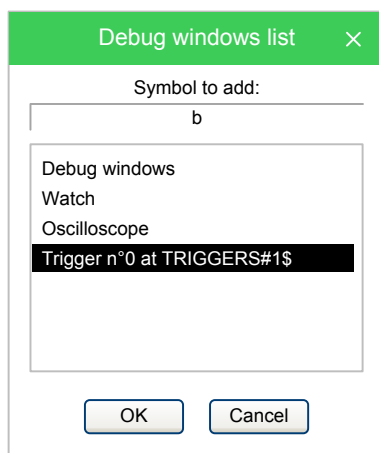 Debug windows list
Symbol to add:
b
Debug windows
Watch
Oscilloscope
Trigger n°0 at TRIGGERS#1$
OK Cancel